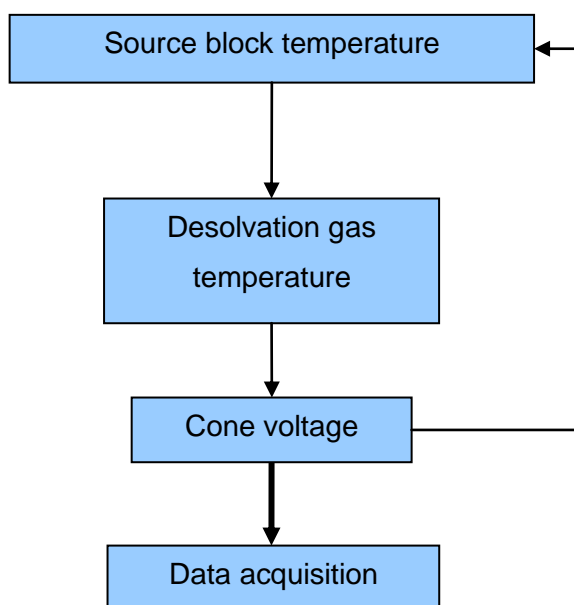 Source block temperature
Desolvation gas
temperature
Cone voltage
Data acquisition